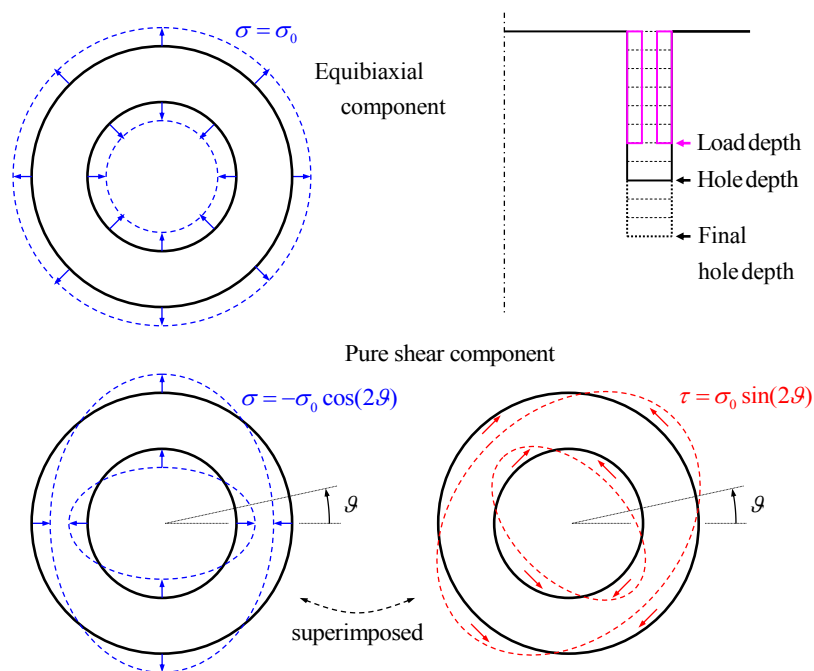 σ = σ₀
Equibiaxial
component
Load depth
Hole depth
Final
hole depth
Pure shear component
σ = −σ₀ cos(2ϑ)
τ = σ₀ sin(2ϑ)
ϑ
ϑ
superimposed